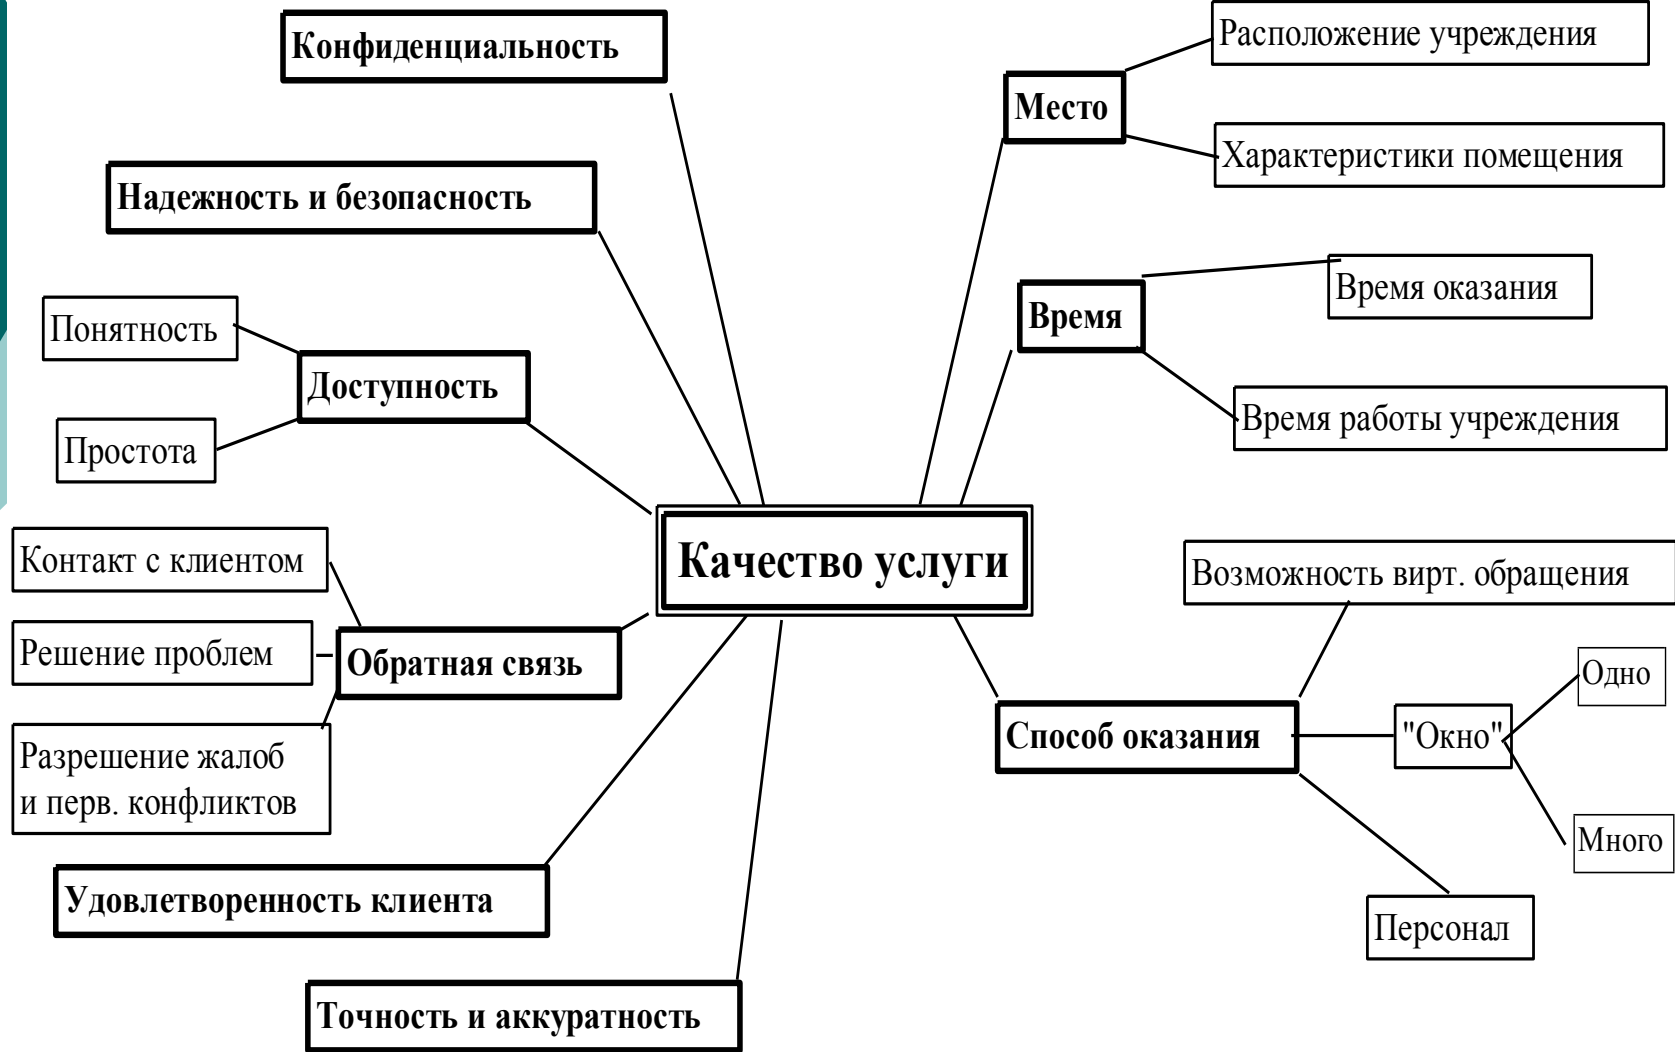 Конфиденциальность
Расположение учреждения
Место
Характеристики помещения
Надежность и безопасность
Время оказания
Время
Понятность
Доступность
Время работы учреждения
Простота
Качество услуги
Контакт с клиентом
Возможность вирт. обращения
Решение проблем
Обратная связь
Одно
Способ оказания
"Окно"
Разрешение жалоб
и перв. конфликтов
Много
Удовлетворенность клиента
Персонал
Точность и аккуратность